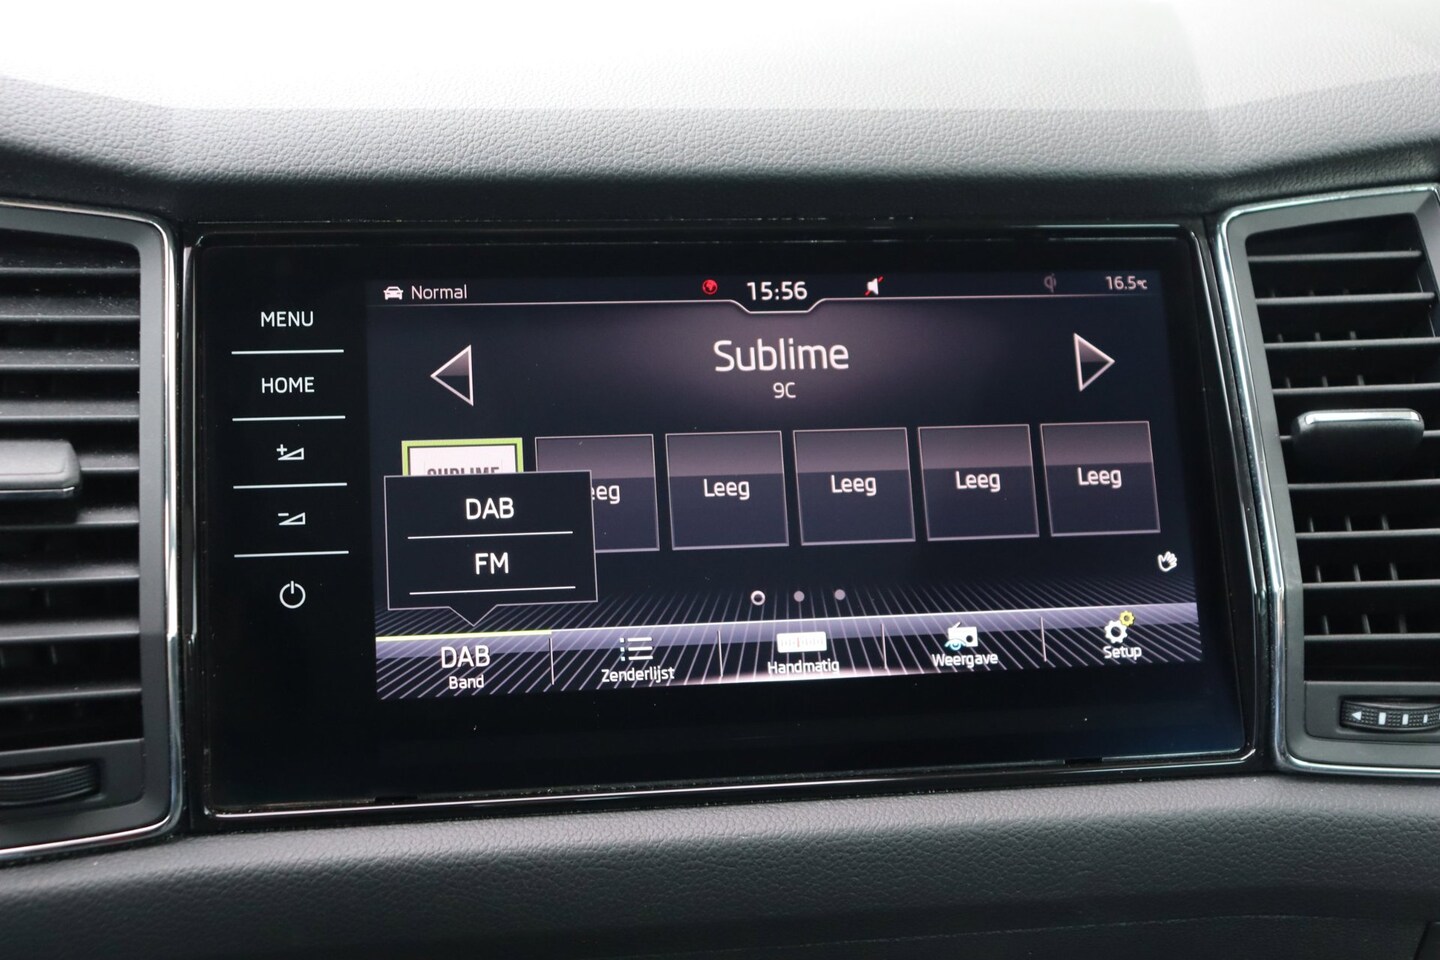 MENU
HOME
Normal
15:56
16.5°C
Sublime
9C
SUBLIME
eeg
Leeg
Leeg
Leeg
Leeg
DAB
FM
DAB
Band
Zenderlijst
Handmatig
Weergave
Setup